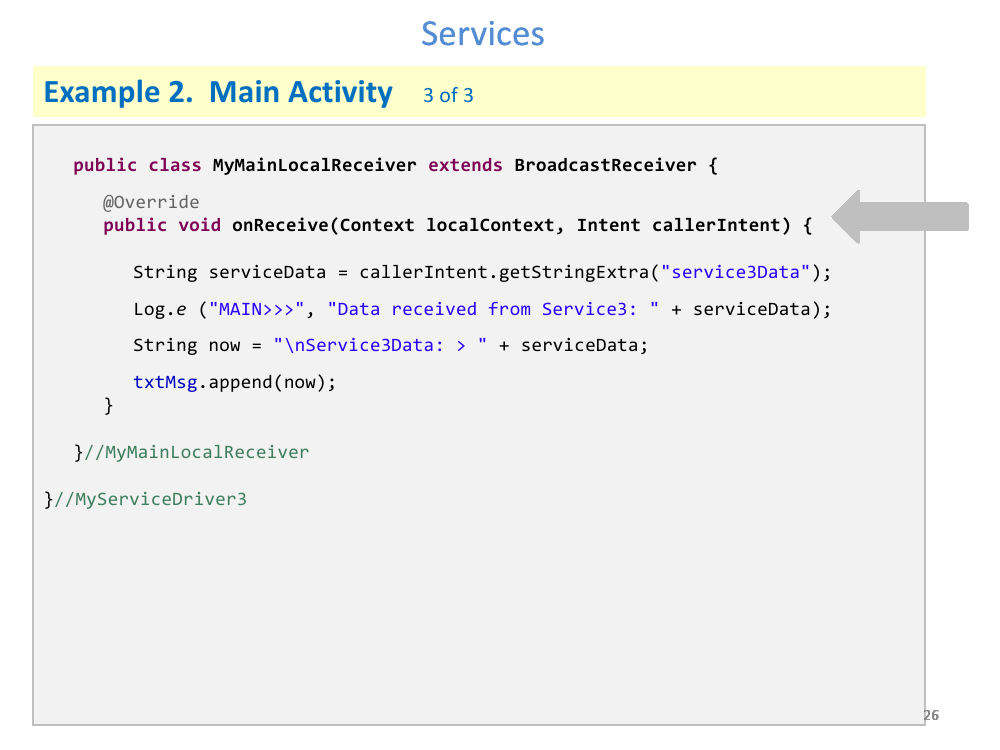 Services
Example 2. Main Activity 3 of 3
public class MyMainLocalReceiver extends BroadcastReceiver {
@Override
public void onReceive(Context localContext, Intent callerIntent) {
String serviceData = callerIntent.getStringExtra("service3Data");
Log.e ("MAIN>>>", "Data received from Service3: " + serviceData);
String now = "\nService3Data: > " + serviceData;
txtMsg.append(now);
}
}//MyMainLocalReceiver
}//MyServiceDriver3
26